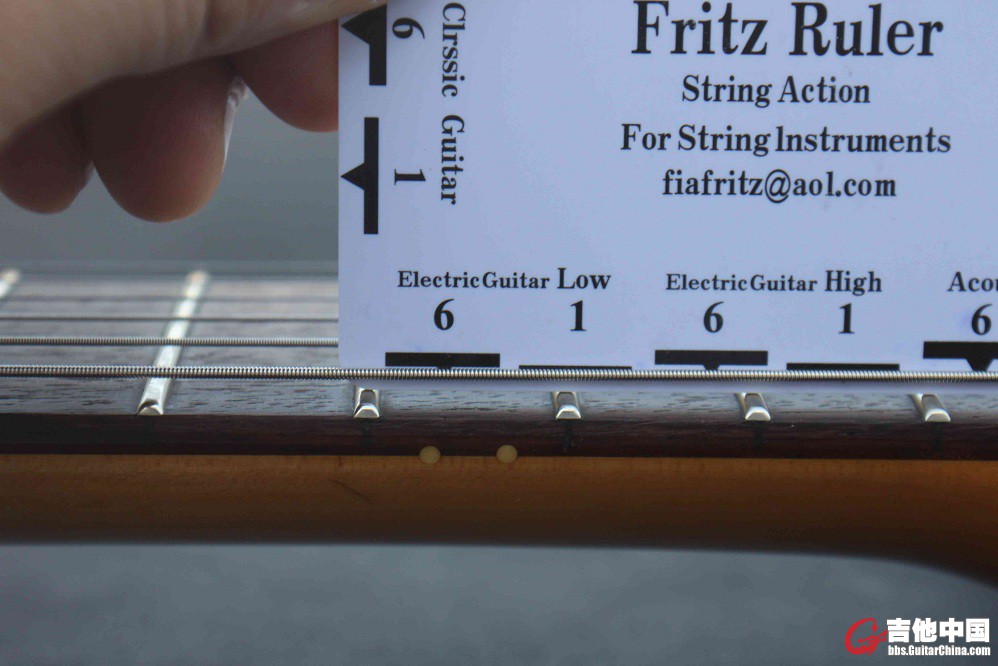 Fritz Ruler
String Action
For String Instruments
fiafritz@aol.com
6
Clrssic Guitar
1
Electric Guitar Low
6 1
Electric Guitar High
6 1
6
吉他中国
bbs.GuitarChina.com